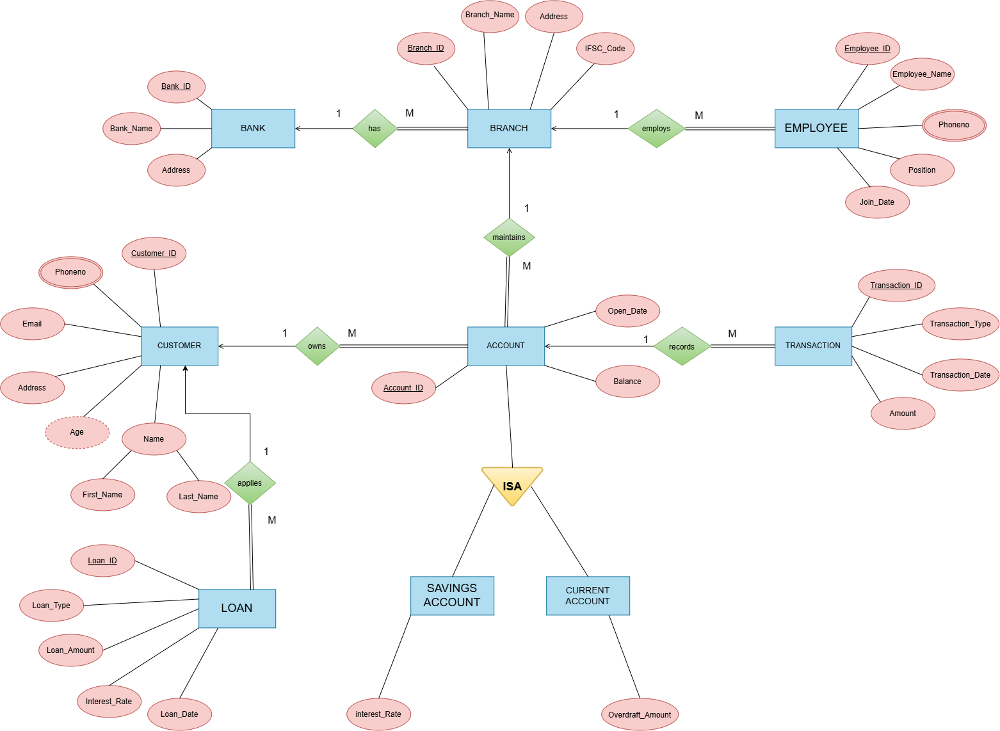 Branch_Name
Address
Branch_ID
IFSC_Code
Employee_ID
Employee_Name
Bank_ID
Bank_Name
BANK
1
has
M
BRANCH
1
employs
M
EMPLOYEE
Phoneno
Address
Position
Join_Date
1
maintains
M
Customer_ID
Phoneno
Email
CUSTOMER
1
owns
M
ACCOUNT
Open_Date
1
records
M
TRANSACTION
Transaction_ID
Transaction_Type
Transaction_Date
Amount
Address
Account_ID
Balance
Age
Name
First_Name
Last_Name
1
applies
M
ISA
Loan_ID
Loan_Type
LOAN
SAVINGS
ACCOUNT
CURRENT
ACCOUNT
Loan_Amount
Interest_Rate
Loan_Date
interest_Rate
Overdraft_Amount